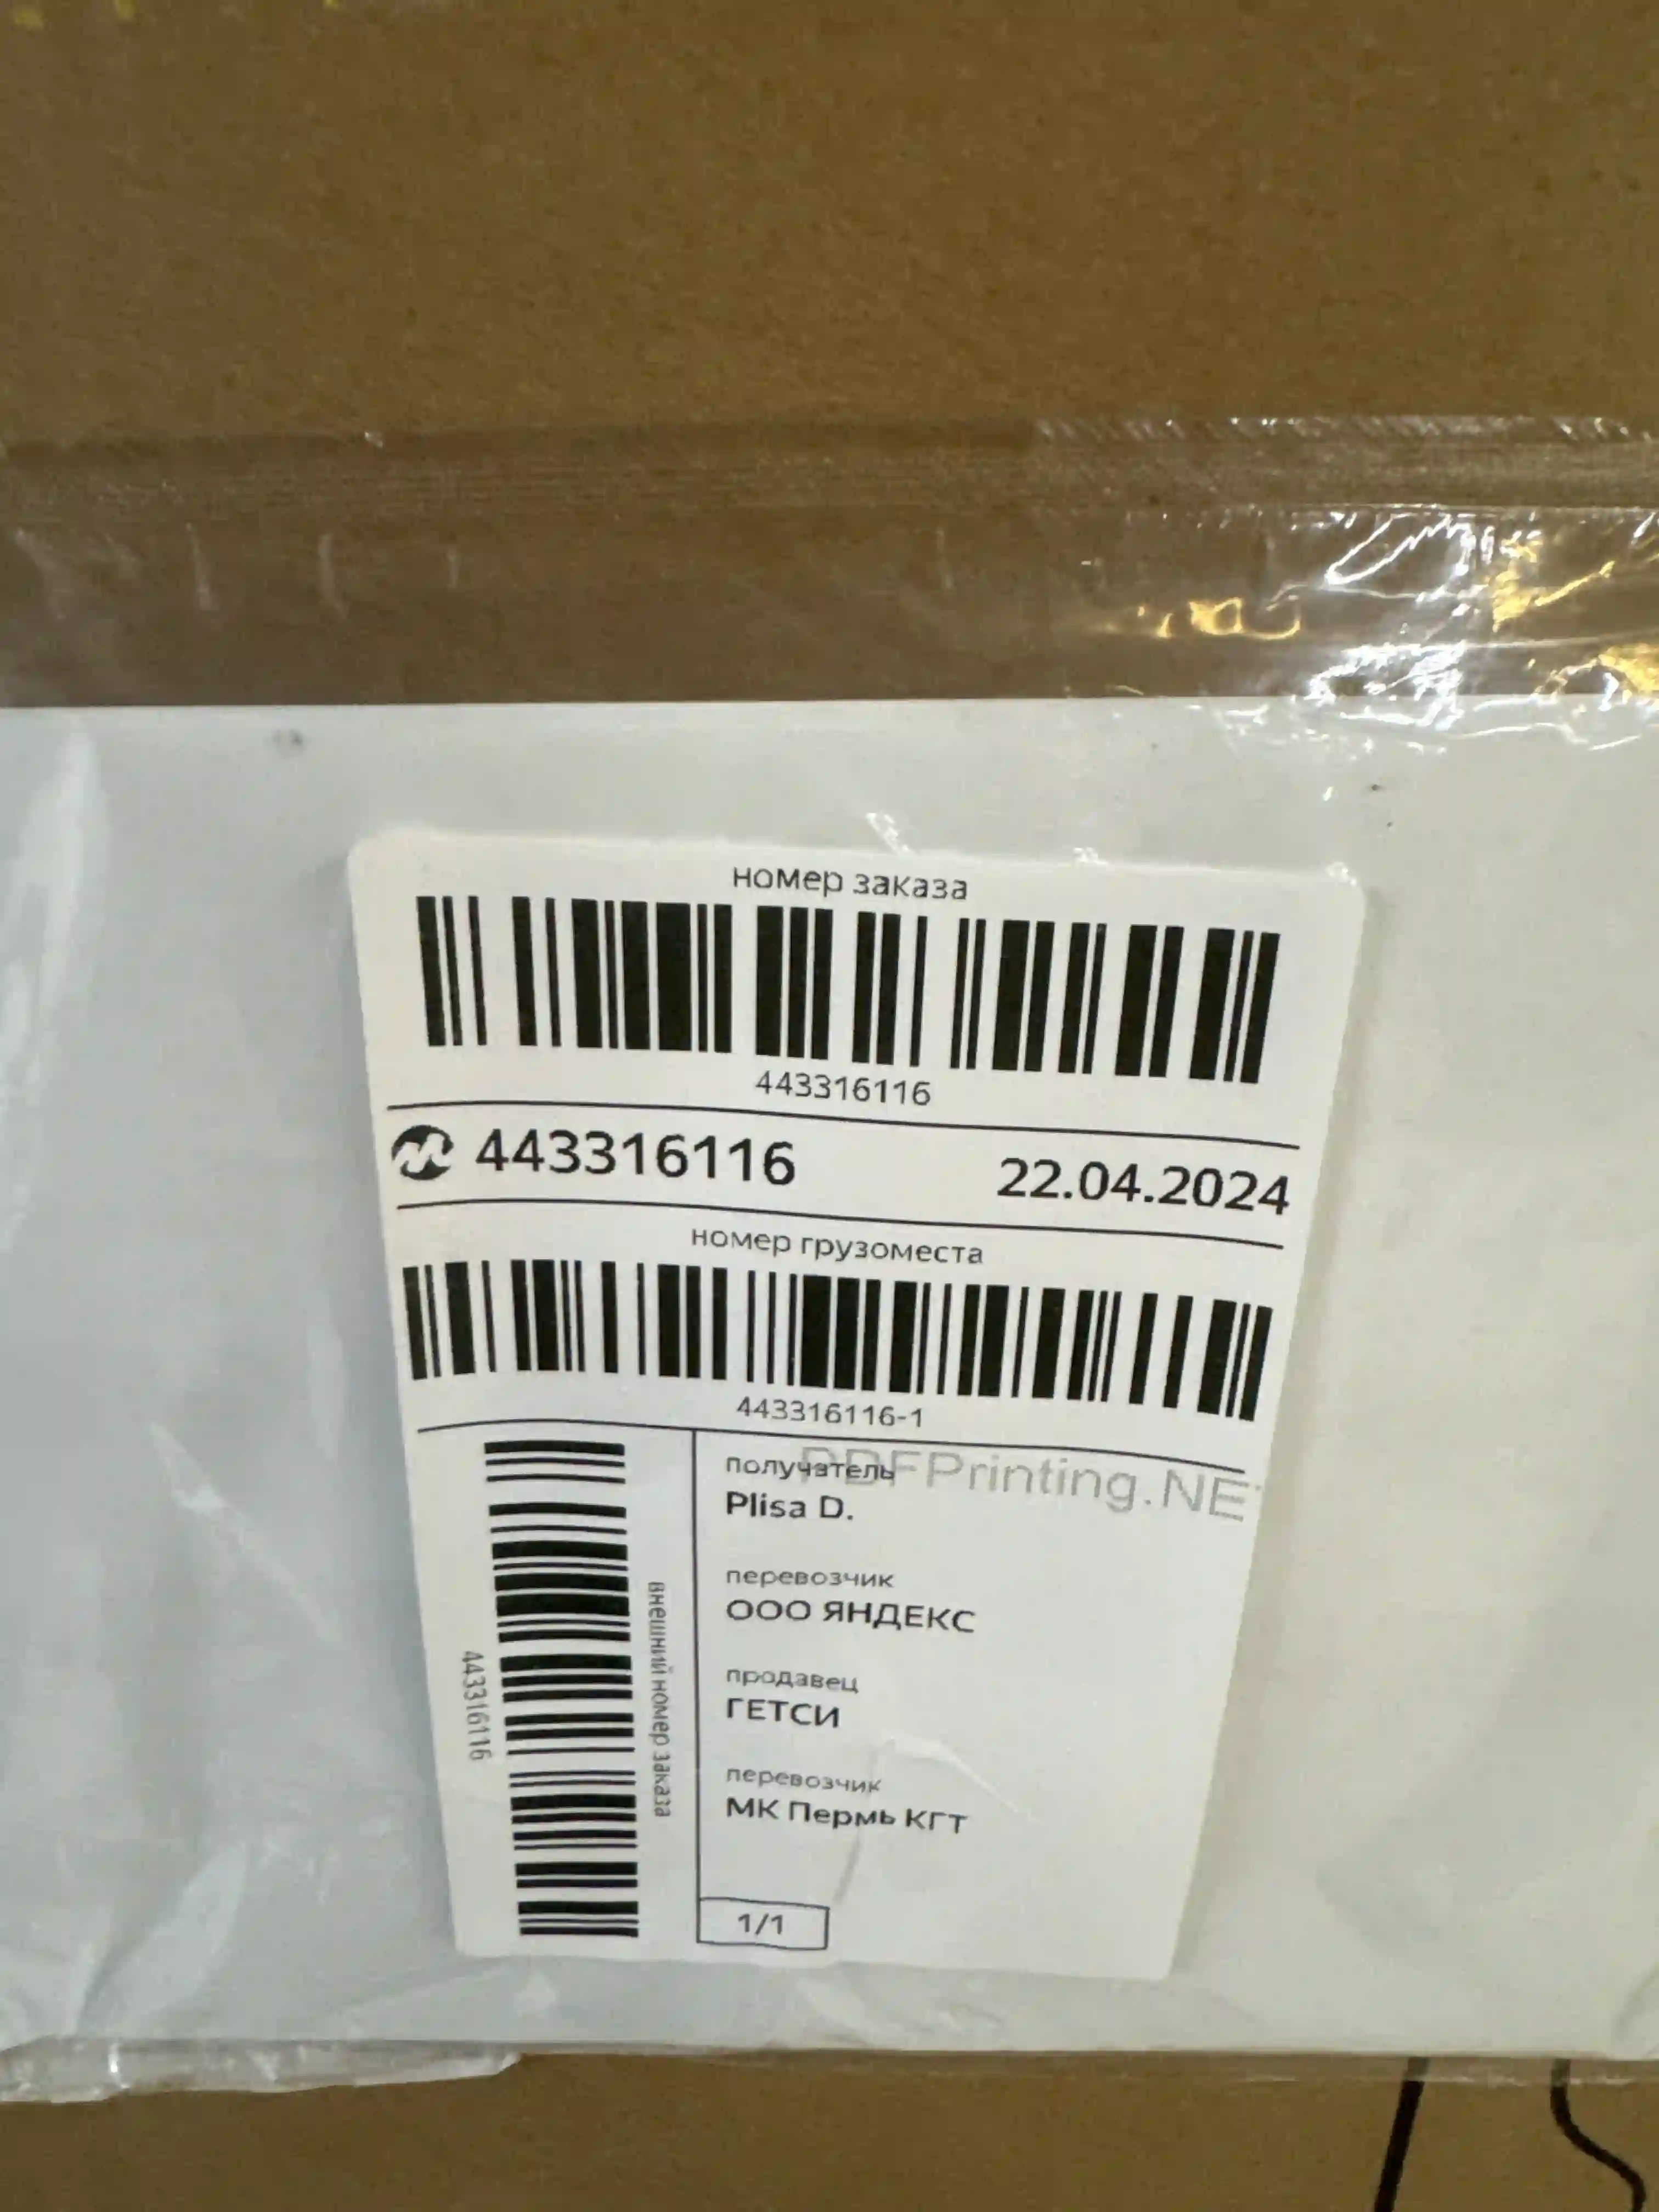 номер заказа
443316116
443316116 22.04.2024
номер грузоместа
443316116-1
PDFPrinting.NE
получатель
Plisa D.
перевозчик
ООО ЯНДЕКС
продавец
ГЕТСИ
перевозчик
МК Пермь КГТ
1/1
внешний номер заказа
443316116